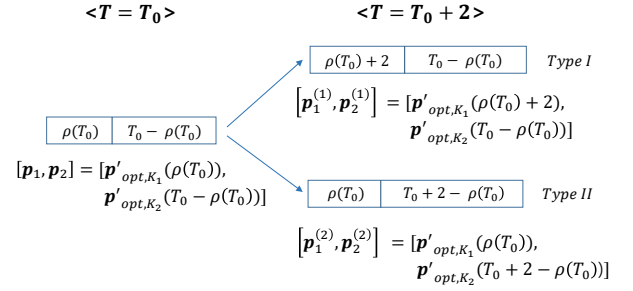 <T = T₀> <T = T₀ + 2>
ρ(T₀) + 2 T₀ − ρ(T₀) Type I
[p₁⁽¹⁾, p₂⁽¹⁾] = [p′opt,K₁(ρ(T₀) + 2),
p′opt,K₂(T₀ − ρ(T₀))]
ρ(T₀) T₀ − ρ(T₀)
[p₁, p₂] = [p′opt,K₁(ρ(T₀)),
p′opt,K₂(T₀ − ρ(T₀))]
ρ(T₀) T₀ + 2 − ρ(T₀) Type II
[p₁⁽²⁾, p₂⁽²⁾] = [p′opt,K₁(ρ(T₀)),
p′opt,K₂(T₀ + 2 − ρ(T₀))]